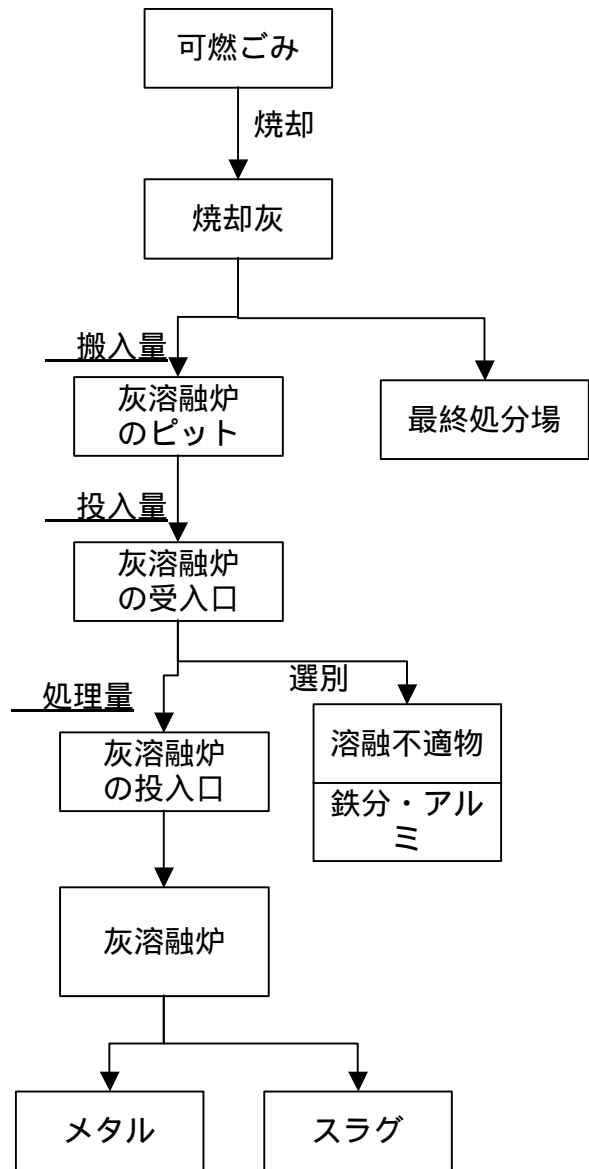 可燃ごみ
焼却
焼却灰
搬入量
灰溶融炉
のピット
最終処分場
投入量
灰溶融炉
の受入口
選別
処理量
灰溶融炉
の投入口
溶融不適物
鉄分・アル
ミ
灰溶融炉
メタル
スラグ